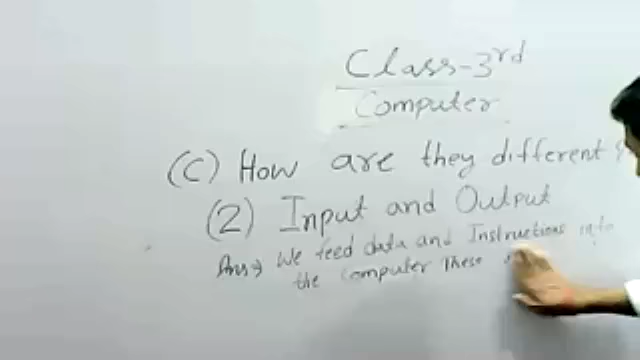 Class-3rd
Computer
(C) How are they different ?
(2) Input and Output
Ans→ We feed data and Instructions into
the Computer These